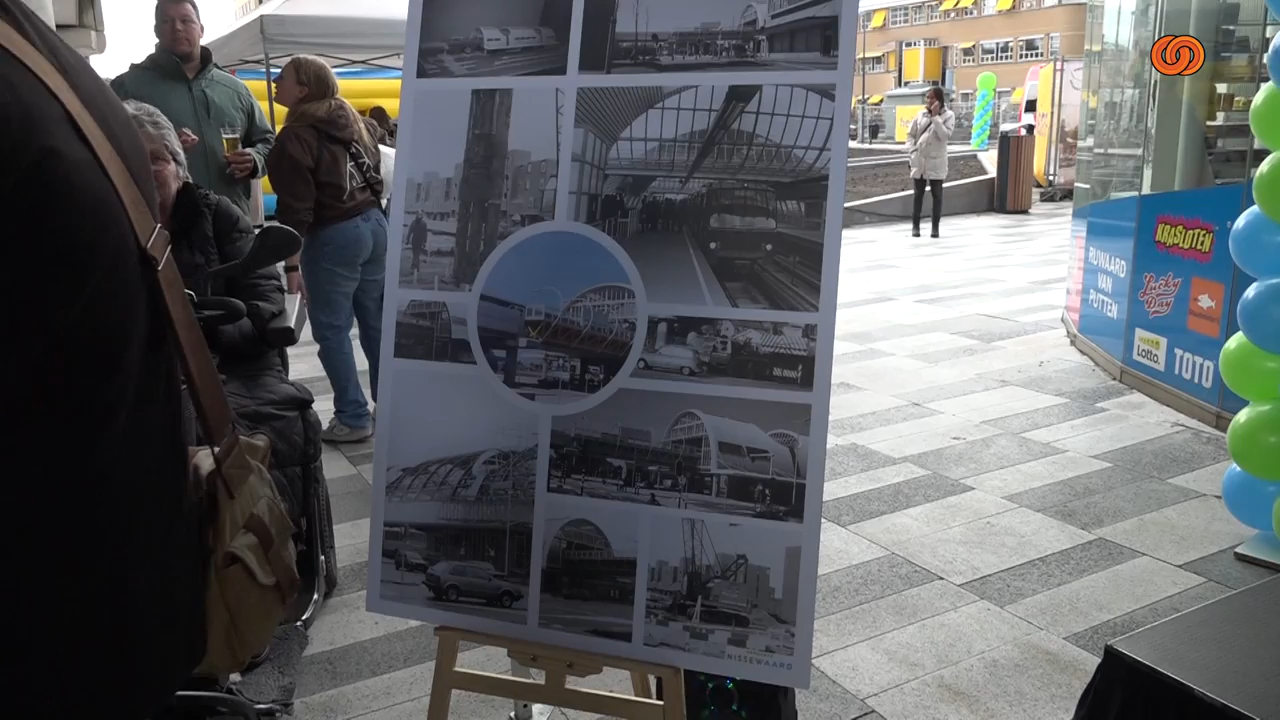 KRASLOTEN
RUWAARD
VAN
PUTTEN
Lucky
Day
Lotto.
TOTO
NISSEWAARD